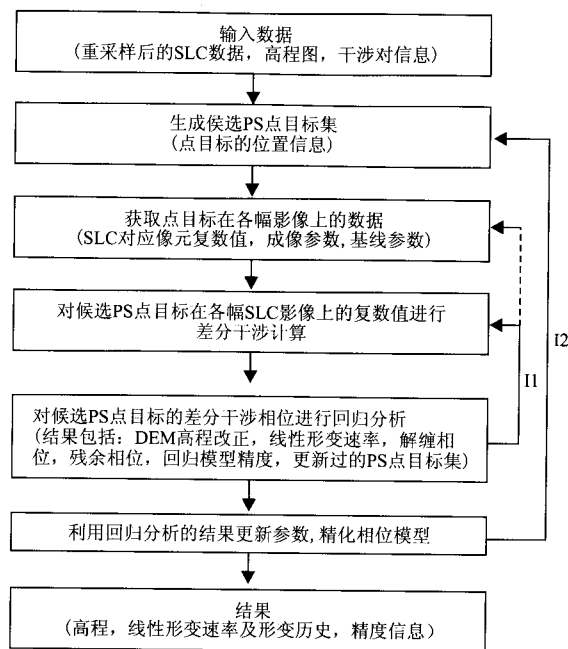 输入数据
(重采样后的SLC数据，高程图，干涉对信息)
生成候选PS点目标集
(点目标的位置信息)
获取点目标在各幅影像上的数据
(SLC对应像元复数值，成像参数,基线参数)
对候选PS点目标在各幅SLC影像上的复数值进行
差分干涉计算
I2
I1
对候选PS点目标的差分干涉相位进行回归分析
(结果包括：DEM高程改正，线性形变速率，解缠相
位，残余相位，回归模型精度，更新过的PS点目标集)
利用回归分析的结果更新参数,精化相位模型
结果
(高程，线性形变速率及形变历史，精度信息)